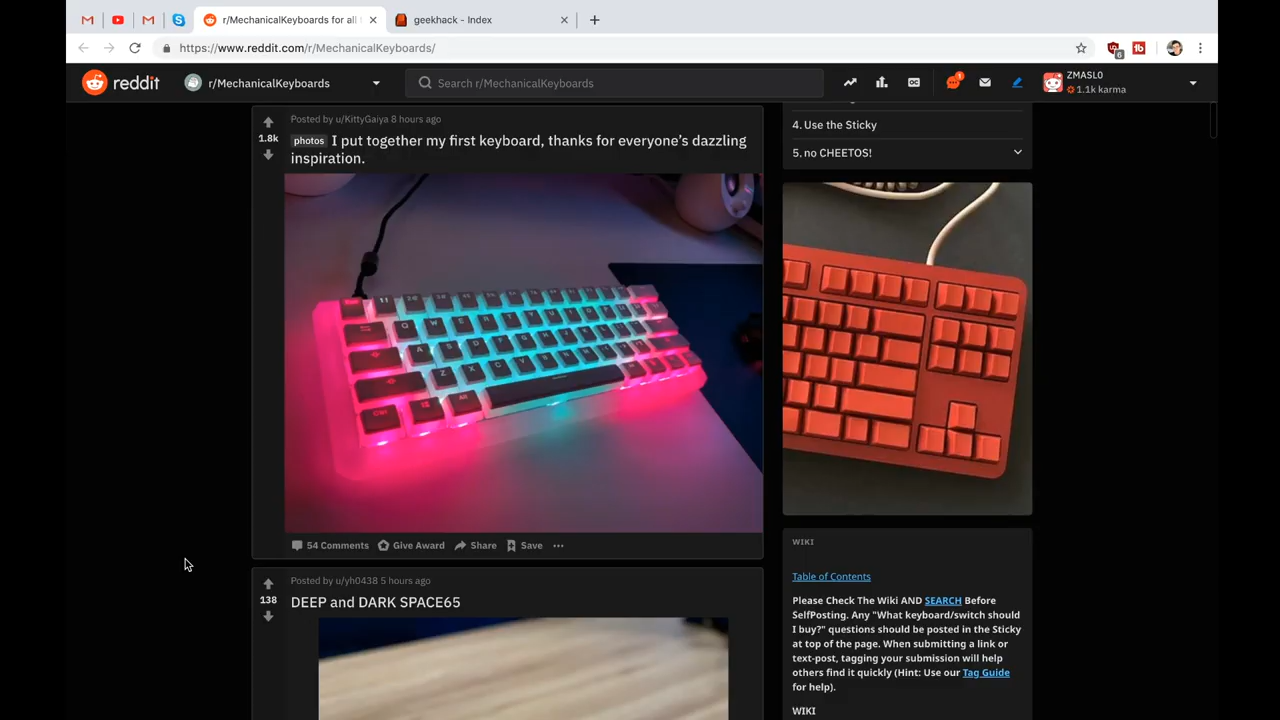 r/MechanicalKeyboards for all
geekhack - Index
https://www.reddit.com/r/MechanicalKeyboards/
6
reddit
r/MechanicalKeyboards
Search r/MechanicalKeyboards
1
ZMASL0
1.1k karma
Posted by u/KittyGaiya 8 hours ago
1.8k
photos I put together my first keyboard, thanks for everyone's dazzling
inspiration.
54 Comments
Give Award
Share
Save
Posted by u/yh0438 5 hours ago
138
DEEP and DARK SPACE65
4. Use the Sticky
5. no CHEETOS!
WIKI
Table of Contents
Please Check The Wiki AND SEARCH Before
SelfPosting. Any "What keyboard/switch should
I buy?" questions should be posted in the Sticky
at top of the page. When submitting a link or
text-post, tagging your submission will help
others find it quickly (Hint: Use our Tag Guide
for help).
WIKI